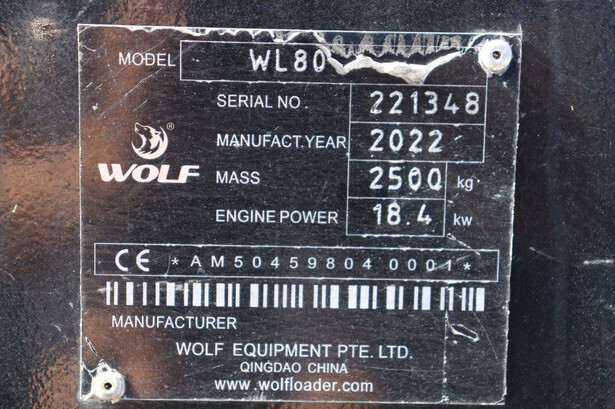 MODEL WL80
SERIAL NO. 221348
MANUFACT.YEAR 2022
WOLF ®
MASS 2500 kg
ENGINE POWER 18.4 kw
CE *AM50459804 0001*
MANUFACTURER
WOLF EQUIPMENT PTE. LTD.
QINGDAO CHINA
www.wolfloader.com